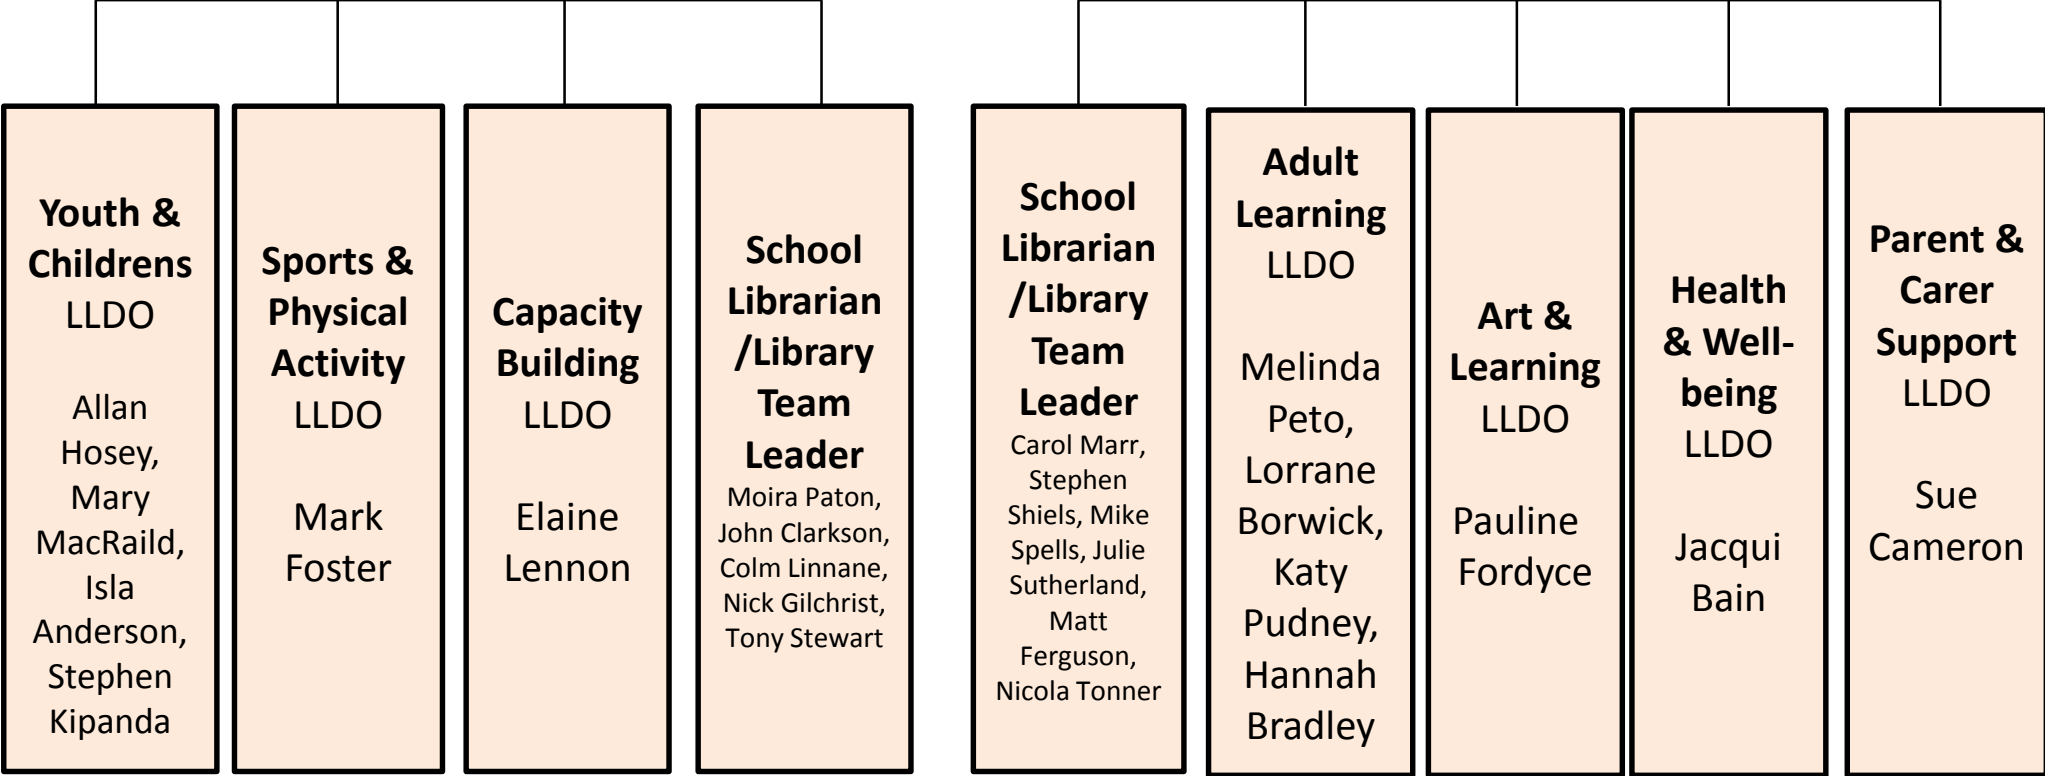 Youth &
Childrens
LLDO
Allan
Hosey,
Mary
MacRaild,
Isla
Anderson,
Stephen
Kipanda
Sports &
Physical
Activity
LLDO
Mark
Foster
Capacity
Building
LLDO
Elaine
Lennon
School
Librarian
/Library
Team
Leader
Moira Paton,
John Clarkson,
Colm Linnane,
Nick Gilchrist,
Tony Stewart
School
Librarian
/Library
Team
Leader
Carol Marr,
Stephen
Shiels, Mike
Spells, Julie
Sutherland,
Matt
Ferguson,
Nicola Tonner
Adult
Learning
LLDO
Melinda
Peto,
Lorrane
Borwick,
Katy
Pudney,
Hannah
Bradley
Art &
Learning
LLDO
Pauline
Fordyce
Health
& Well-
being
LLDO
Jacqui
Bain
Parent &
Carer
Support
LLDO
Sue
Cameron